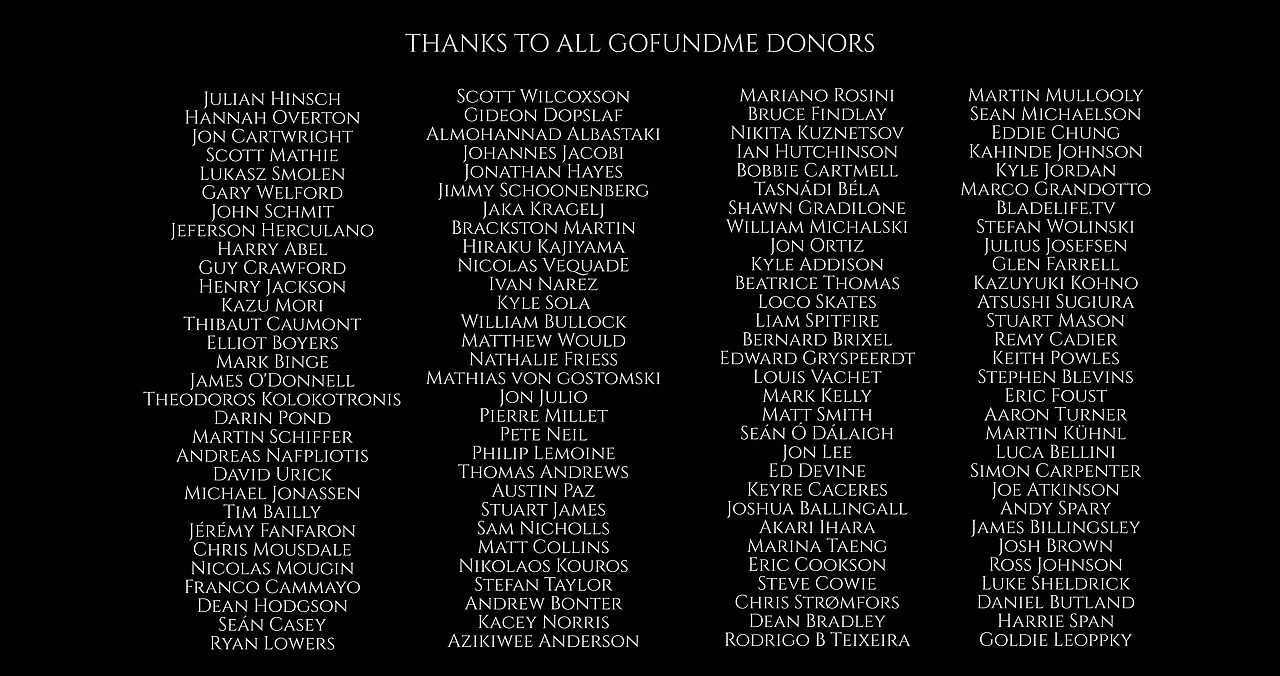 THANKS TO ALL GOFUNDME DONORS
JULIAN HINSCH
HANNAH OVERTON
JON CARTWRIGHT
SCOTT MATHIE
LUKASZ SMOLEN
GARY WELFORD
JOHN SCHMIT
JEFERSON HERCULANO
HARRY ABEL
GUY CRAWFORD
HENRY JACKSON
KAZU MORI
THIBAUT CAUMONT
ELLIOT BOYERS
MARK BINGE
JAMES O'DONNELL
THEODOROS KOLOKOTRONIS
DARIN POND
MARTIN SCHIFFER
ANDREAS NAFPLIOTIS
DAVID URICK
MICHAEL JONASSEN
TIM BAILLY
JÉRÉMY FANFARON
CHRIS MOUSDALE
NICOLAS MOUGIN
FRANCO CAMMAYO
DEAN HODGSON
SEÁN CASEY
RYAN LOWERS
SCOTT WILCOXSON
GIDEON DOPSLAF
ALMOHANNAD ALBASTAKI
JOHANNES JACOBI
JONATHAN HAYES
JIMMY SCHOONENBERG
JAKA KRAGELJ
BRACKSTON MARTIN
HIRAKU KAJIYAMA
NICOLAS VEQUADE
IVAN NAREZ
KYLE SOLA
WILLIAM BULLOCK
MATTHEW WOULD
NATHALIE FRIESS
MATHIAS VON GOSTOMSKI
JON JULIO
PIERRE MILLET
PETE NEIL
PHILIP LEMOINE
THOMAS ANDREWS
AUSTIN PAZ
STUART JAMES
SAM NICHOLLS
MATT COLLINS
NIKOLAOS KOUROS
STEFAN TAYLOR
ANDREW BONTER
KACEY NORRIS
AZIKIWEE ANDERSON
MARIANO ROSINI
BRUCE FINDLAY
NIKITA KUZNETSOV
IAN HUTCHINSON
BOBBIE CARTMELL
TASNÁDI BÉLA
SHAWN GRADILONE
WILLIAM MICHALSKI
JON ORTIZ
KYLE ADDISON
BEATRICE THOMAS
LOCO SKATES
LIAM SPITFIRE
BERNARD BRIXEL
EDWARD GRYSPEERDT
LOUIS VACHET
MARK KELLY
MATT SMITH
SEÁN Ó DÁLAIGH
JON LEE
ED DEVINE
KEYRE CACERES
JOSHUA BALLINGALL
AKARI IHARA
MARINA TAENG
ERIC COOKSON
STEVE COWIE
CHRIS STRØMFORS
DEAN BRADLEY
RODRIGO B TEIXEIRA
MARTIN MULLOOLY
SEAN MICHAELSON
EDDIE CHUNG
KAHINDE JOHNSON
KYLE JORDAN
MARCO GRANDOTTO
BLADELIFE.TV
STEFAN WOLINSKI
JULIUS JOSEFSEN
GLEN FARRELL
KAZUYUKI KOHNO
ATSUSHI SUGIURA
STUART MASON
REMY CADIER
KEITH POWLES
STEPHEN BLEVINS
ERIC FOUST
AARON TURNER
MARTIN KÜHNL
LUCA BELLINI
SIMON CARPENTER
JOE ATKINSON
ANDY SPARY
JAMES BILLINGSLEY
JOSH BROWN
ROSS JOHNSON
LUKE SHELDRICK
DANIEL BUTLAND
HARRIE SPAN
GOLDIE LEOPPKY